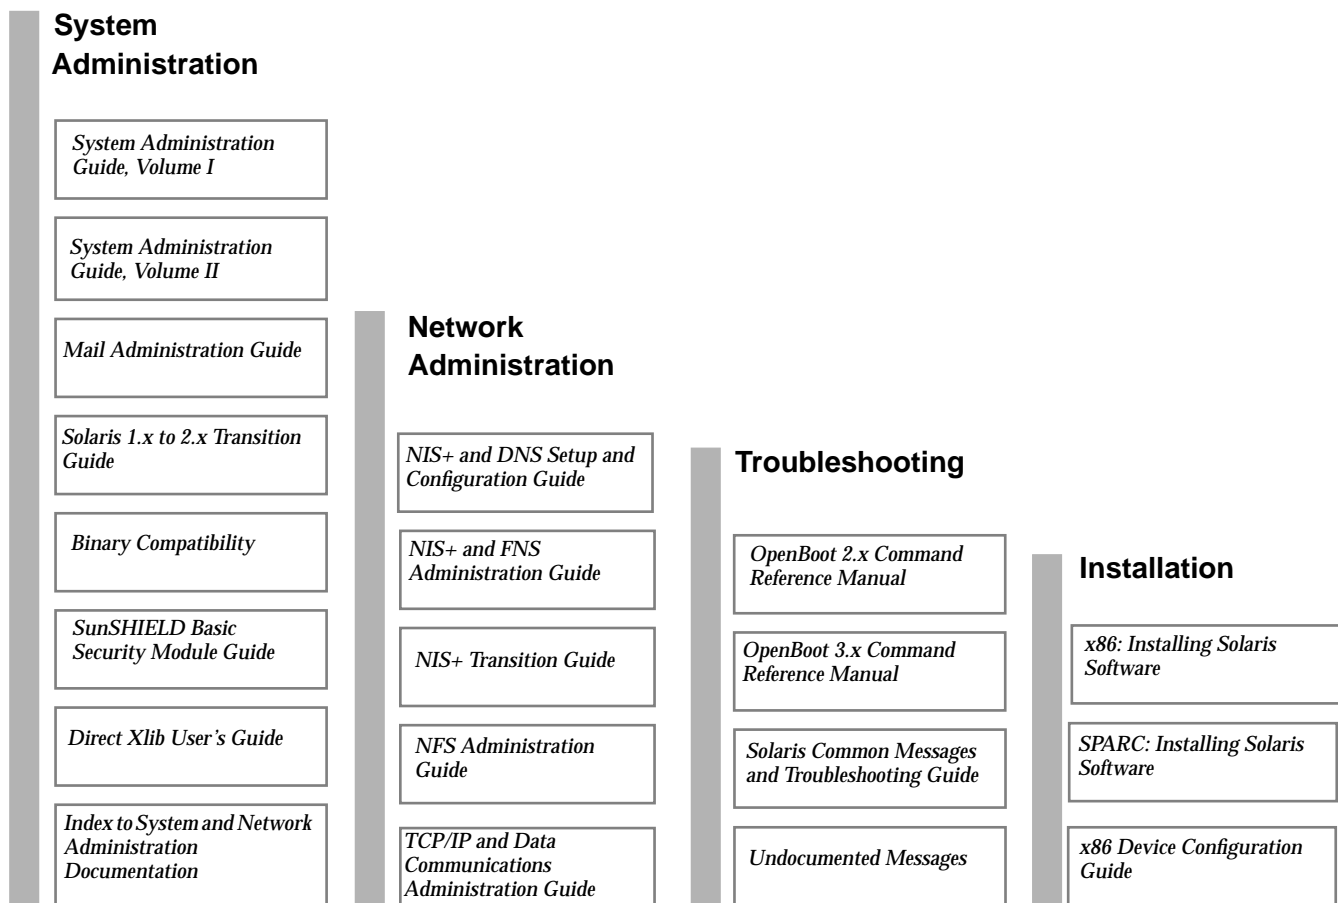 System
Administration
System Administration
Guide, Volume I
System Administration
Guide, Volume II
Mail Administration Guide
Solaris 1.x to 2.x Transition
Guide
Binary Compatibility
SunSHIELD Basic
Security Module Guide
Direct Xlib User's Guide
Index to System and Network
Administration
Documentation
Network
Administration
NIS+ and DNS Setup and
Configuration Guide
NIS+ and FNS
Administration Guide
NIS+ Transition Guide
NFS Administration
Guide
TCP/IP and Data
Communications
Administration Guide
Troubleshooting
OpenBoot 2.x Command
Reference Manual
OpenBoot 3.x Command
Reference Manual
Solaris Common Messages
and Troubleshooting Guide
Undocumented Messages
Installation
x86: Installing Solaris
Software
SPARC: Installing Solaris
Software
x86 Device Configuration
Guide